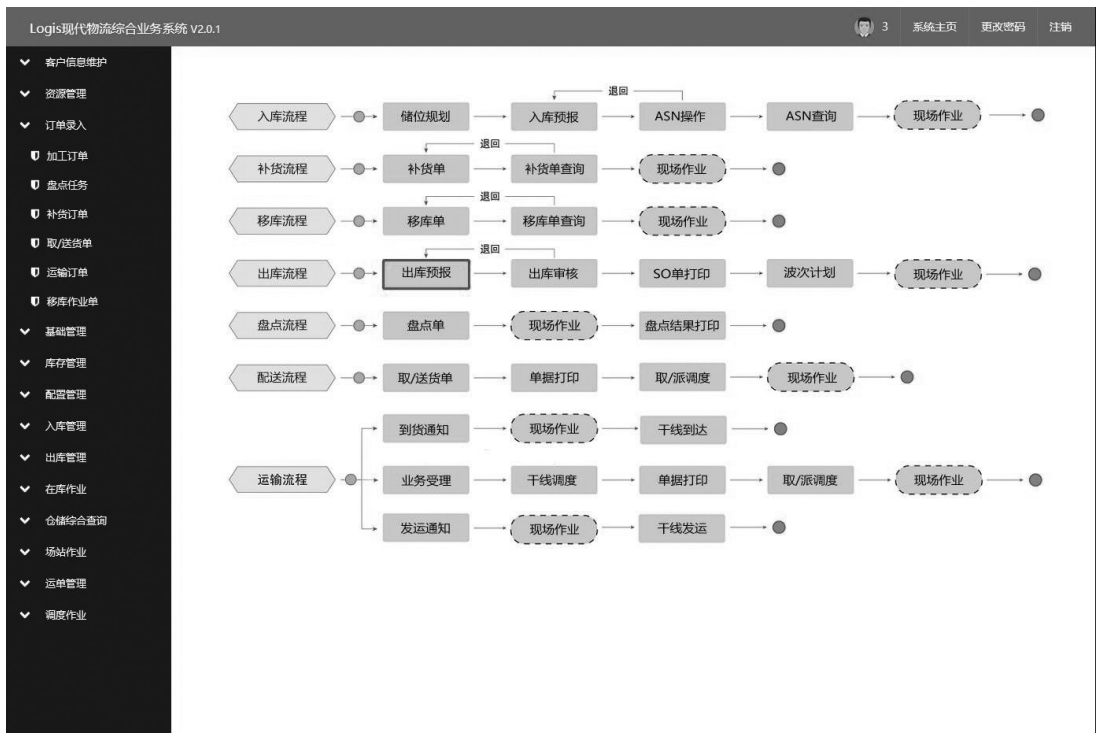 Logis现代物流综合业务系统 V2.0.1
3 系统主页 更改密码 注销
客户信息维护
资源管理
订单录入
加工订单
盘点任务
补货订单
取/送货单
运输订单
移库作业单
基础管理
库存管理
配置管理
入库管理
出库管理
在库作业
仓储综合查询
场站作业
运单管理
调度作业
退回
入库流程 储位规划 入库预报 ASN操作 ASN查询 现场作业
退回
补货流程 补货单 补货单查询 现场作业
退回
移库流程 移库单 移库单查询 现场作业
退回
出库流程 出库预报 出库审核 SO单打印 波次计划 现场作业
盘点流程 盘点单 现场作业 盘点结果打印
配送流程 取/送货单 单据打印 取/派调度 现场作业
到货通知 现场作业 干线到达
运输流程 业务受理 干线调度 单据打印 取/派调度 现场作业
发运通知 现场作业 干线发运